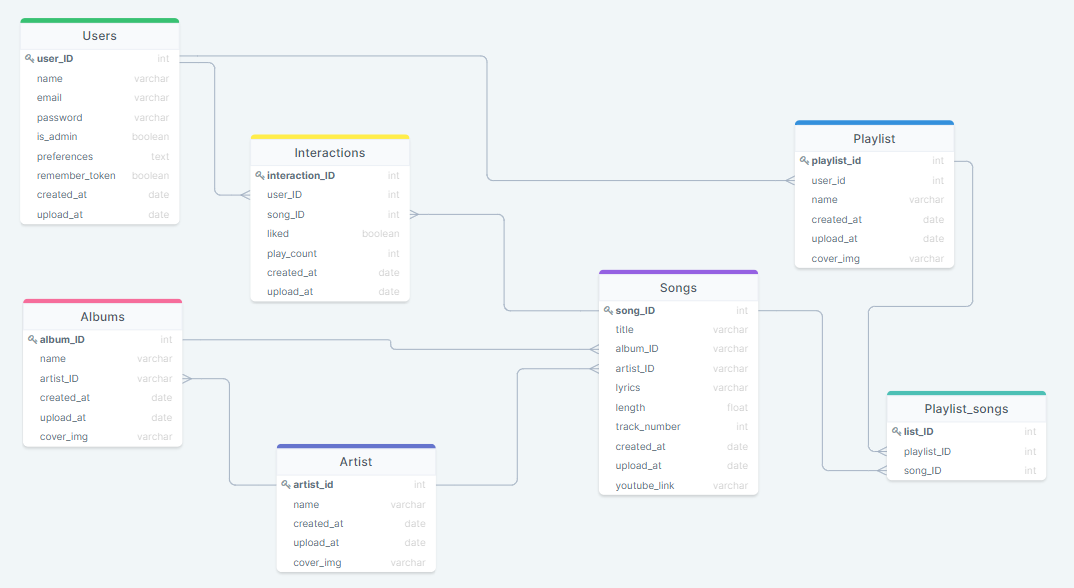 Users
user_ID int
name varchar
email varchar
password varchar
is_admin boolean
preferences text
remember_token boolean
created_at date
upload_at date
Interactions
interaction_ID int
user_ID int
song_ID int
liked boolean
play_count int
created_at date
upload_at date
Playlist
playlist_id int
user_id int
name varchar
created_at date
upload_at date
cover_img varchar
Albums
album_ID int
name varchar
artist_ID varchar
created_at date
upload_at date
cover_img varchar
Songs
song_ID int
title varchar
album_ID varchar
artist_ID varchar
lyrics varchar
length float
track_number int
created_at date
upload_at date
youtube_link varchar
Artist
artist_id int
name varchar
created_at date
upload_at date
cover_img varchar
Playlist_songs
list_ID int
playlist_ID int
song_ID int